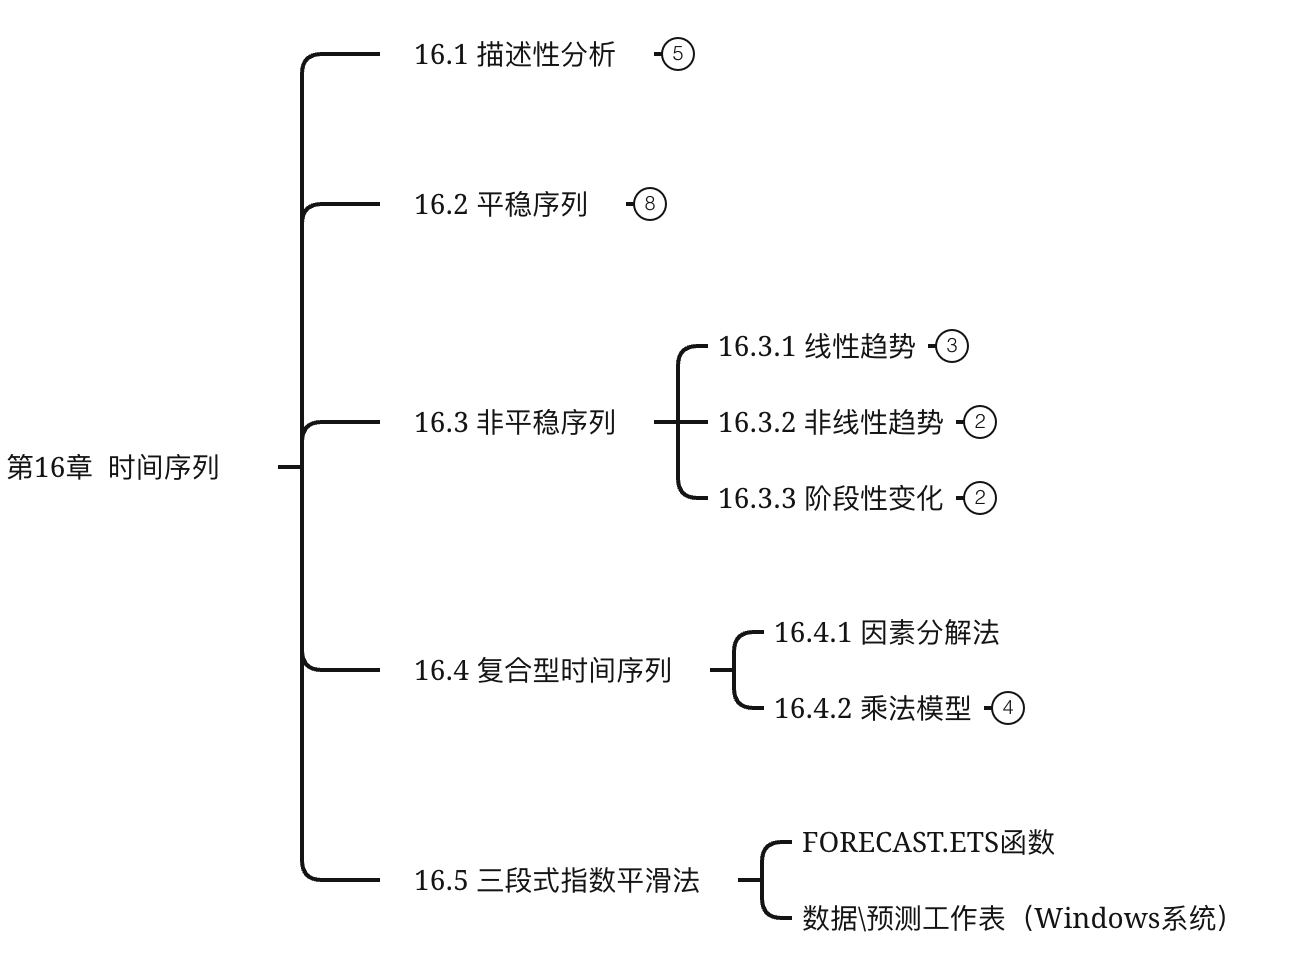 16.1 描述性分析 5
16.2 平稳序列 8
16.3.1 线性趋势 3
16.3 非平稳序列
16.3.2 非线性趋势 2
第16章 时间序列
16.3.3 阶段性变化 2
16.4.1 因素分解法
16.4 复合型时间序列
16.4.2 乘法模型 4
FORECAST.ETS函数
16.5 三段式指数平滑法
数据\预测工作表（Windows系统）